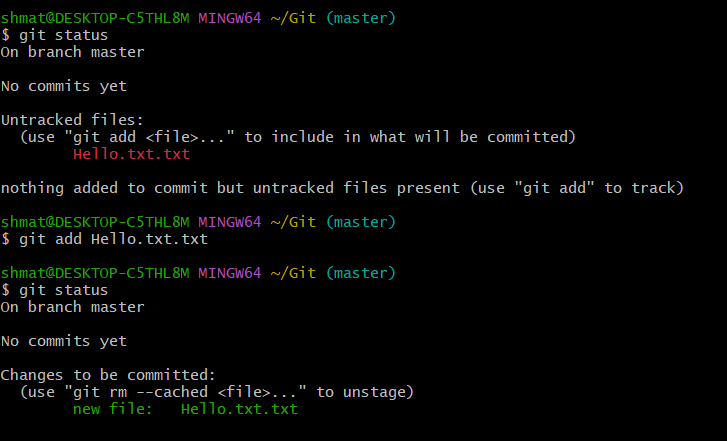 shmat@DESKTOP-C5THL8M MINGW64 ~/Git (master)
$ git status
On branch master
No commits yet
Untracked files:
(use "git add <file>..." to include in what will be committed)
Hello.txt.txt
nothing added to commit but untracked files present (use "git add" to track)
shmat@DESKTOP-C5THL8M MINGW64 ~/Git (master)
$ git add Hello.txt.txt
shmat@DESKTOP-C5THL8M MINGW64 ~/Git (master)
$ git status
On branch master
No commits yet
Changes to be committed:
(use "git rm --cached <file>..." to unstage)
new file:   Hello.txt.txt